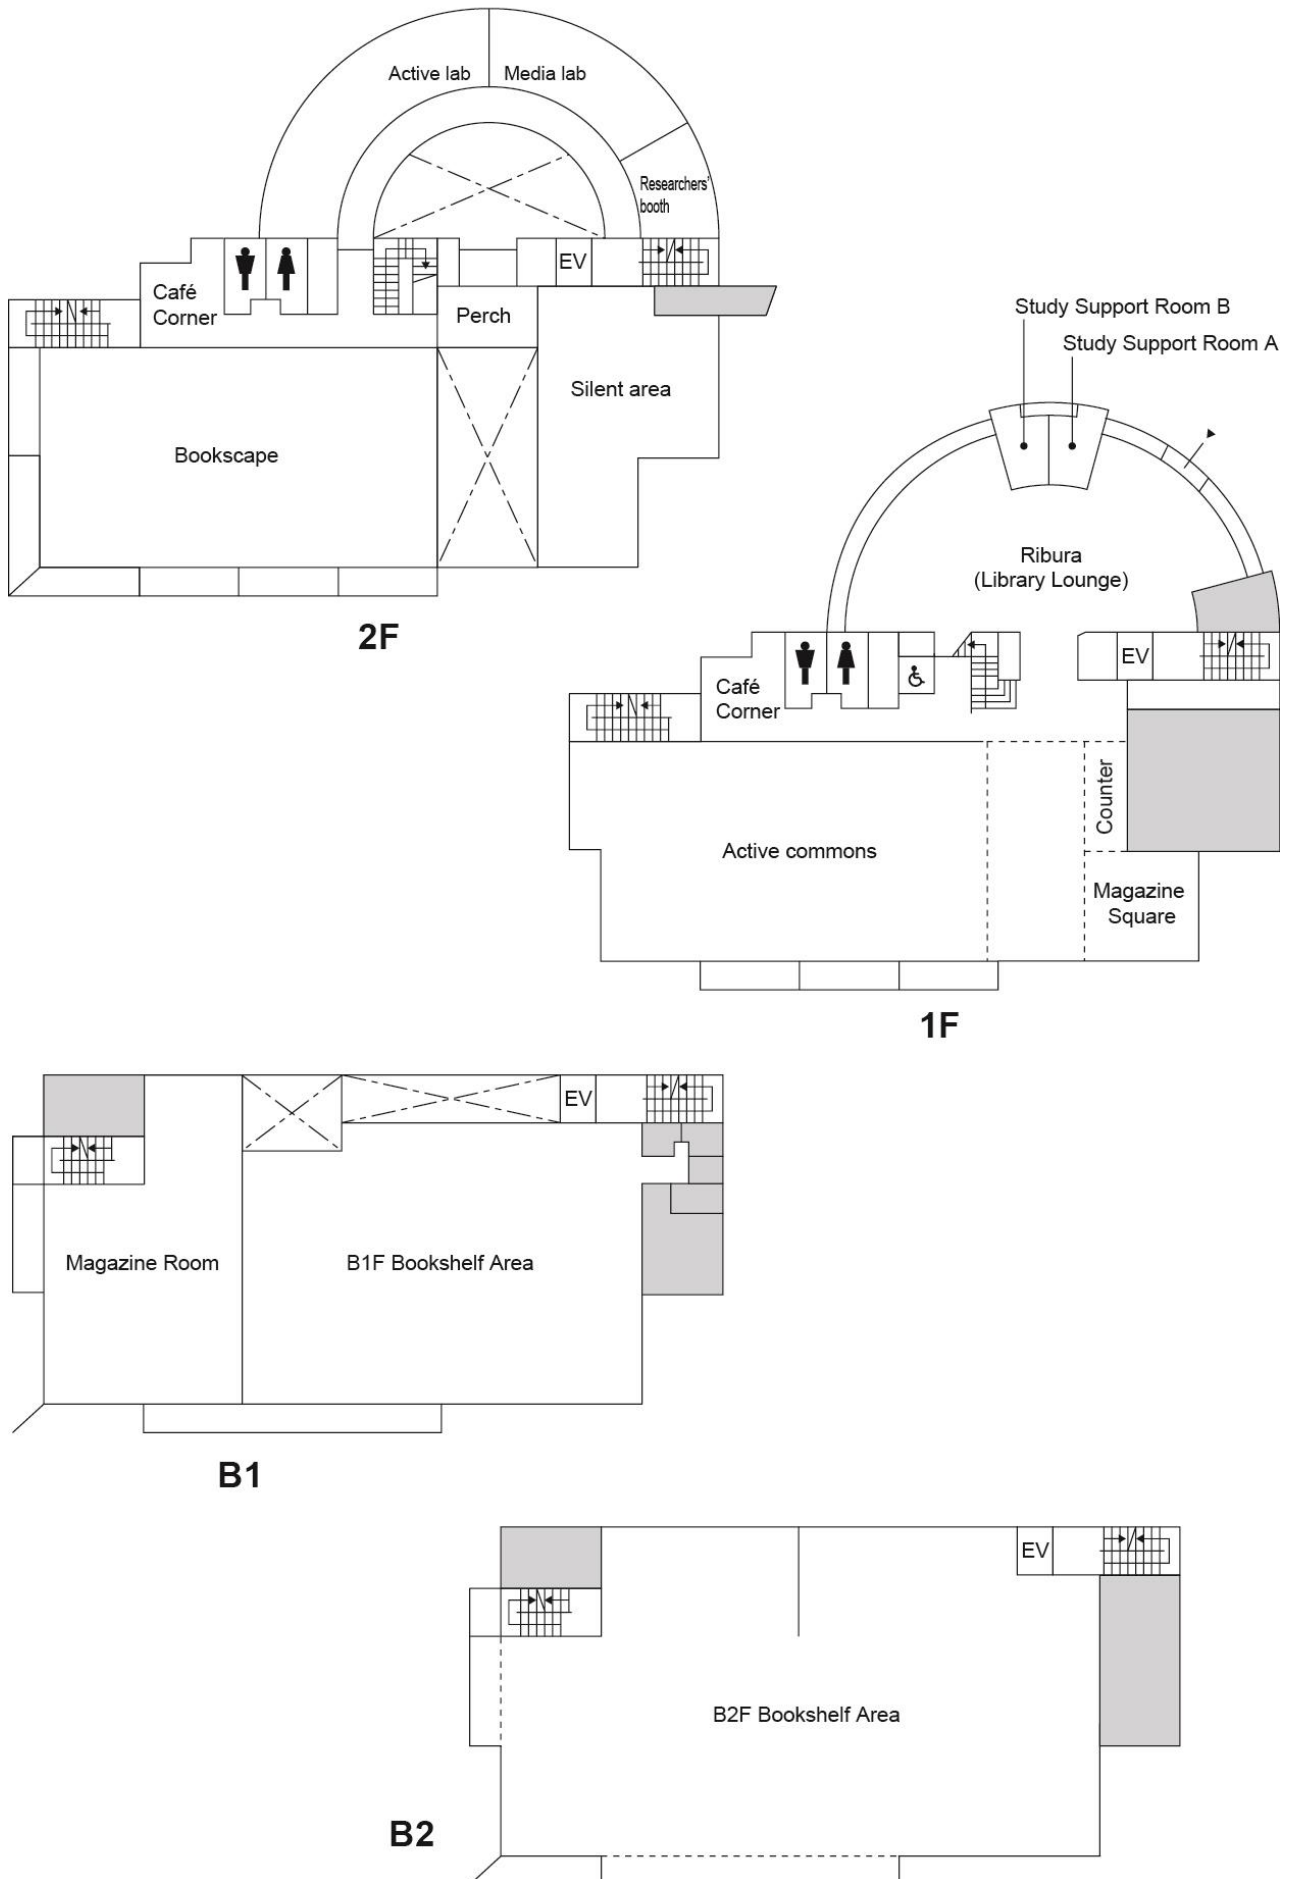 Active lab
Media lab
Researchers'
booth
EV
Café
Corner
Perch
Silent area
Bookscape
2F
Study Support Room B
Study Support Room A
Ribura
(Library Lounge)
EV
Café
Corner
Counter
Active commons
Magazine
Square
1F
EV
Magazine Room
B1F Bookshelf Area
B1
EV
B2F Bookshelf Area
B2